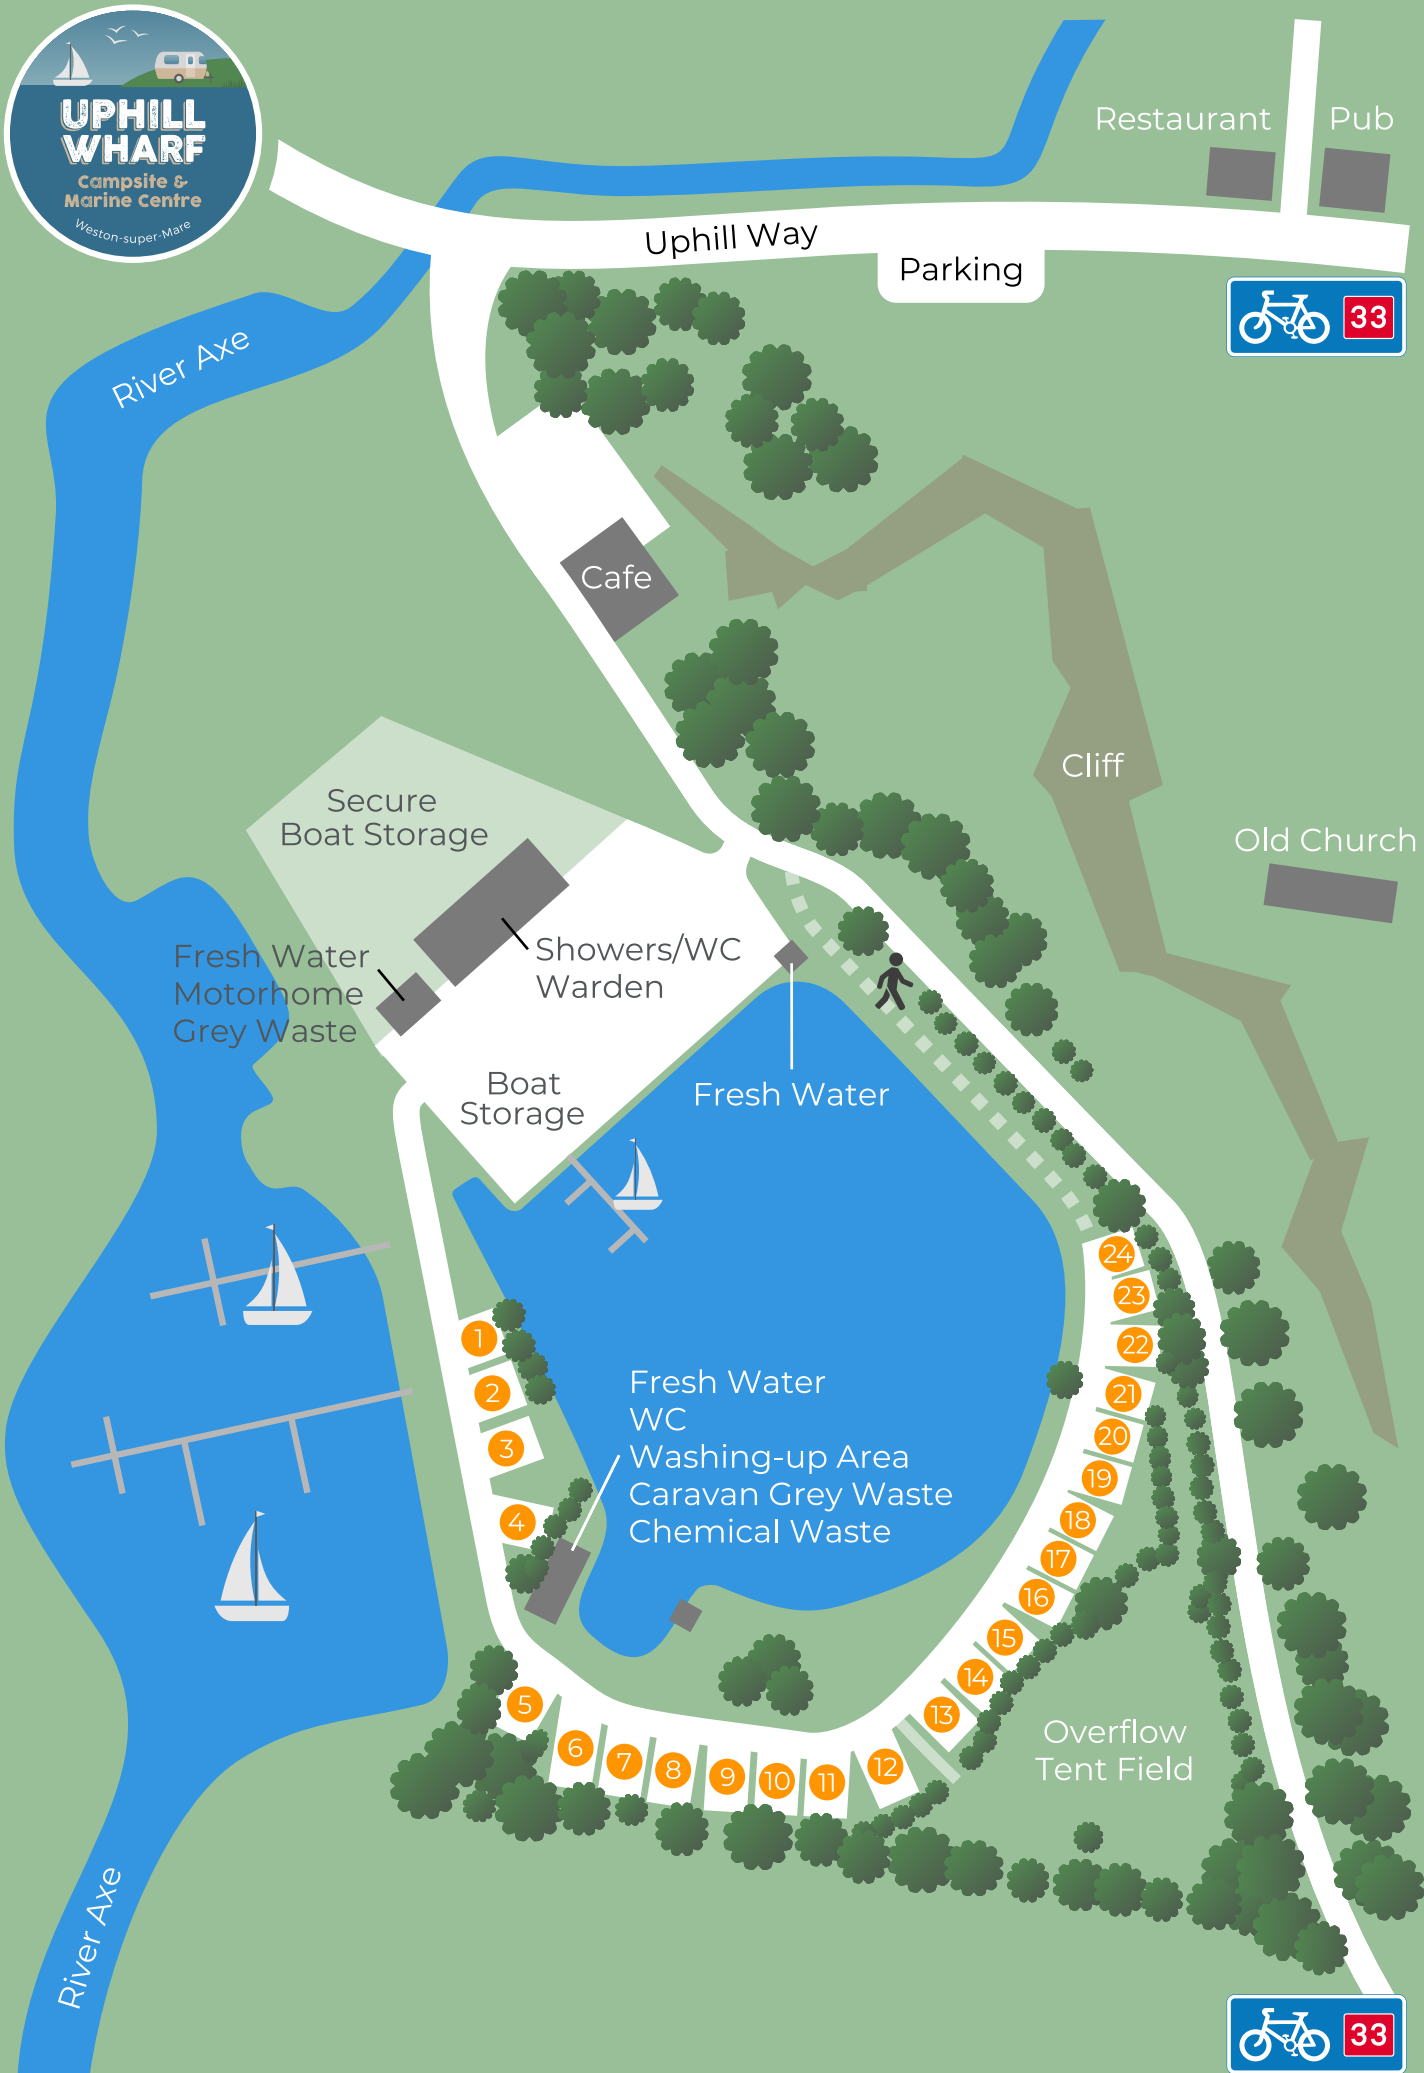 UPHILL
WHARF
Campsite &
Marine Centre
Weston-super-Mare
Restaurant
Pub
Uphill Way
Parking
33
River Axe
Cafe
Cliff
Secure
Boat Storage
Old Church
Fresh Water
Motorhome
Grey Waste
Showers/WC
Warden
Boat
Storage
Fresh Water
24
23
22
21
20
19
18
17
16
15
14
13
12
11
10
9
8
7
6
5
4
3
2
1
Fresh Water
WC
Washing-up Area
Caravan Grey Waste
Chemical Waste
Overflow
Tent Field
River Axe
33